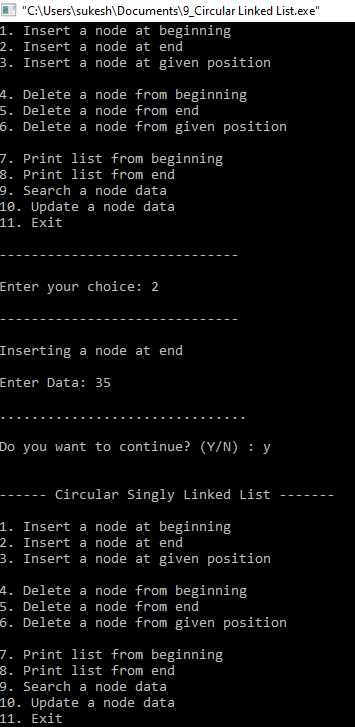 "C:\Users\sukesh\Documents\9_Circular Linked List.exe"
1. Insert a node at beginning
2. Insert a node at end
3. Insert a node at given position
4. Delete a node from beginning
5. Delete a node from end
6. Delete a node from given position
7. Print list from beginning
8. Print list from end
9. Search a node data
10. Update a node data
11. Exit
------------------------------
Enter your choice: 2
------------------------------
Inserting a node at end
Enter Data: 35
...............................
Do you want to continue? (Y/N) : y
------ Circular Singly Linked List -------
1. Insert a node at beginning
2. Insert a node at end
3. Insert a node at given position
4. Delete a node from beginning
5. Delete a node from end
6. Delete a node from given position
7. Print list from beginning
8. Print list from end
9. Search a node data
10. Update a node data
11. Exit